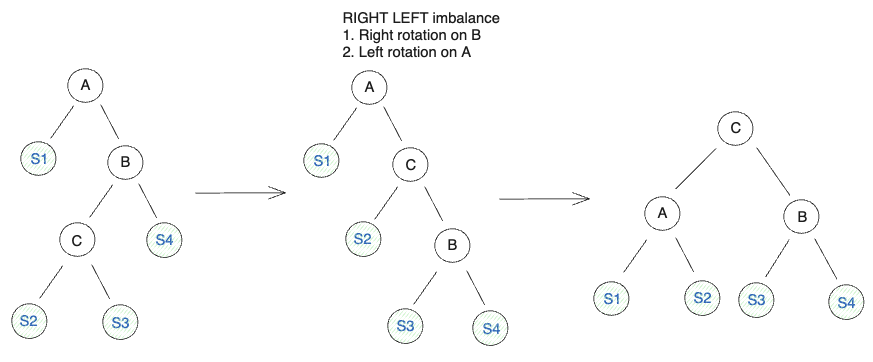 RIGHT LEFT imbalance
1. Right rotation on B
2. Left rotation on A
A
S1
B
C
S4
S2
S3
A
S1
C
S2
B
S3
S4
C
A
B
S1
S2
S3
S4